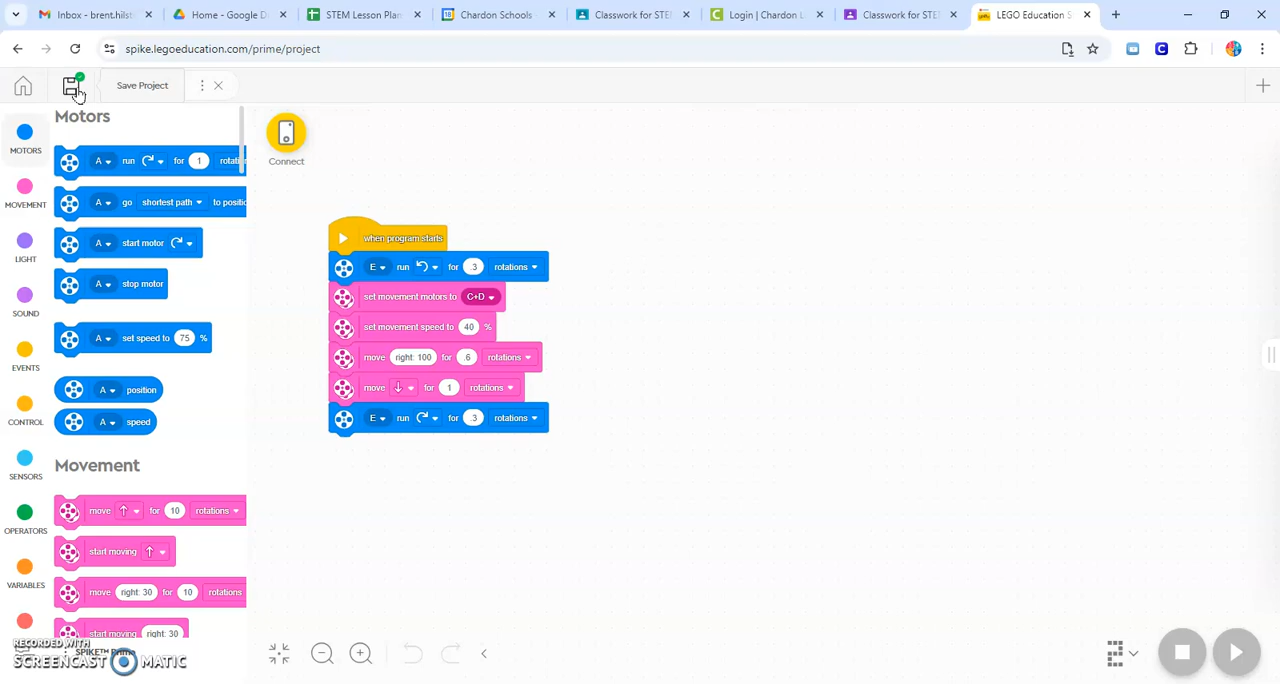 Inbox - brent.hilsti
Home - Google D
STEM Lesson Plan
Chardon Schools -
Classwork for STE
Login | Chardon L
Classwork for STE
LEGO Education S
spike.legoeducation.com/prime/project
Save Project
Motors
MOTORS
MOVEMENT
LIGHT
SOUND
EVENTS
CONTROL
SENSORS
OPERATORS
VARIABLES
A run for 1 rotation
A go shortest path to positio
A start motor
A stop motor
A set speed to 75 %
A position
A speed
Movement
move for 10 rotations
start moving
move right: 30 for 10 rotations
start moving right: 30
Connect
when program starts
E run for .3 rotations
set movement motors to C+D
set movement speed to 40 %
move right: 100 for .6 rotations
move for 1 rotations
E run for .3 rotations
RECORDED WITH
SCREENCAST MATIC
SPIKE™ Prime